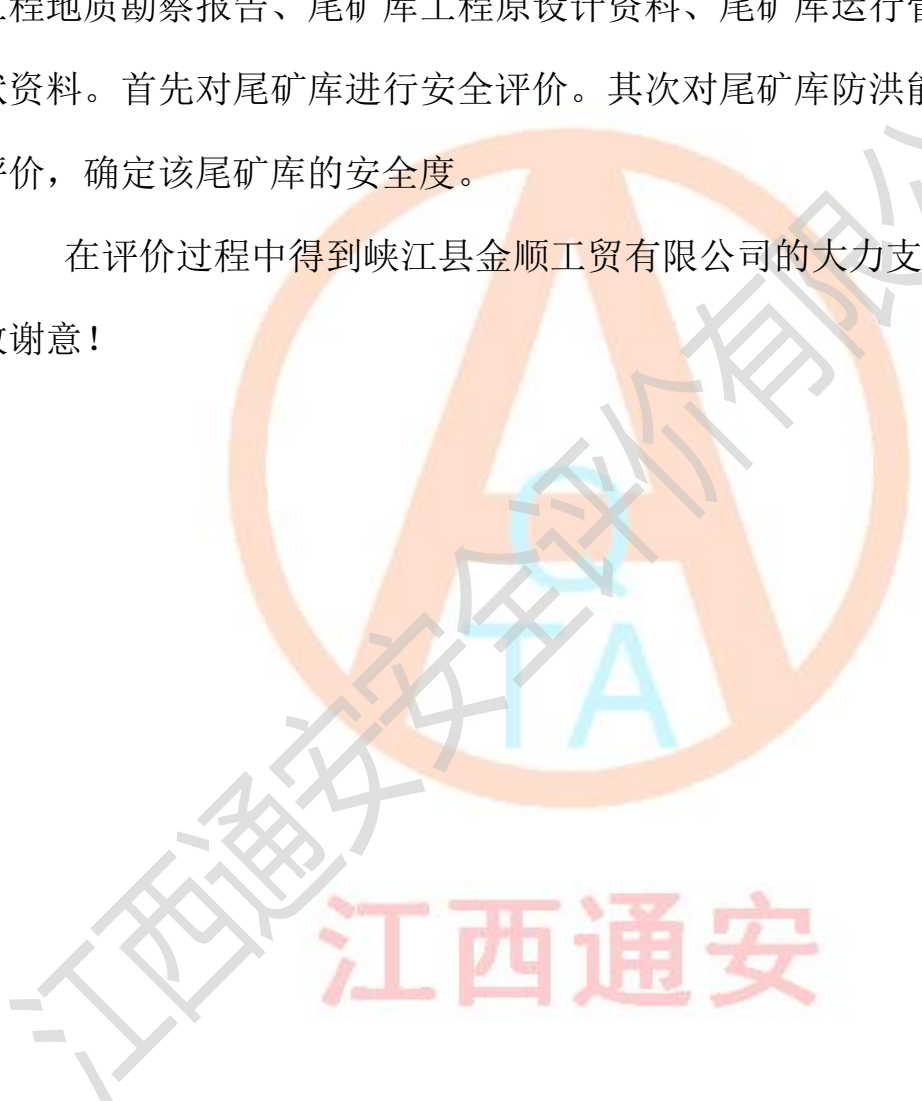 工程地质勘察报告、尾矿库工程原设计资料、尾矿库运行管
状资料。首先对尾矿库进行安全评价。其次对尾矿库防洪能
评价，确定该尾矿库的安全度。
在评价过程中得到峡江县金顺工贸有限公司的大力支
致谢意！
Q
TA
江西通安
江西通安安全评价有限公